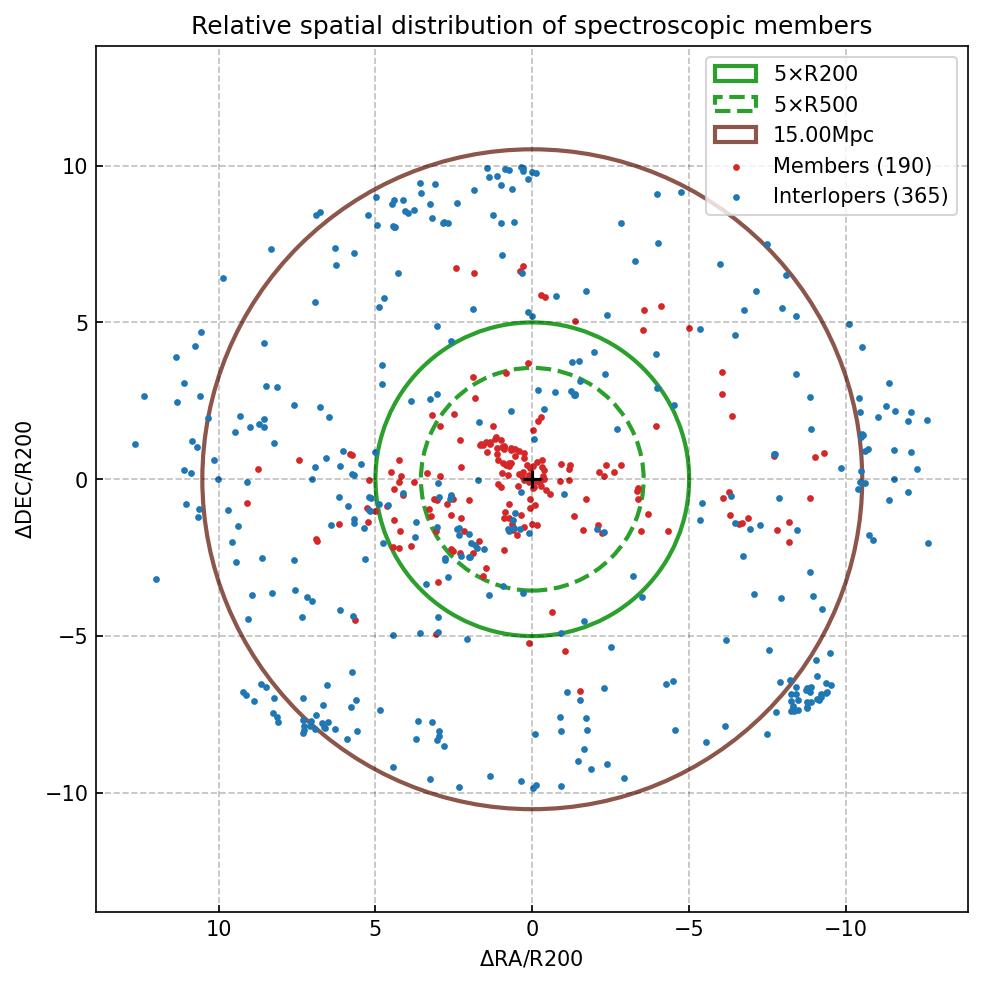 Relative spatial distribution of spectroscopic members
5×R200
5×R500
15.00Mpc
Members (190)
Interlopers (365)
10
5
0
−5
−10
ΔDEC/R200
10
5
0
−5
−10
ΔRA/R200